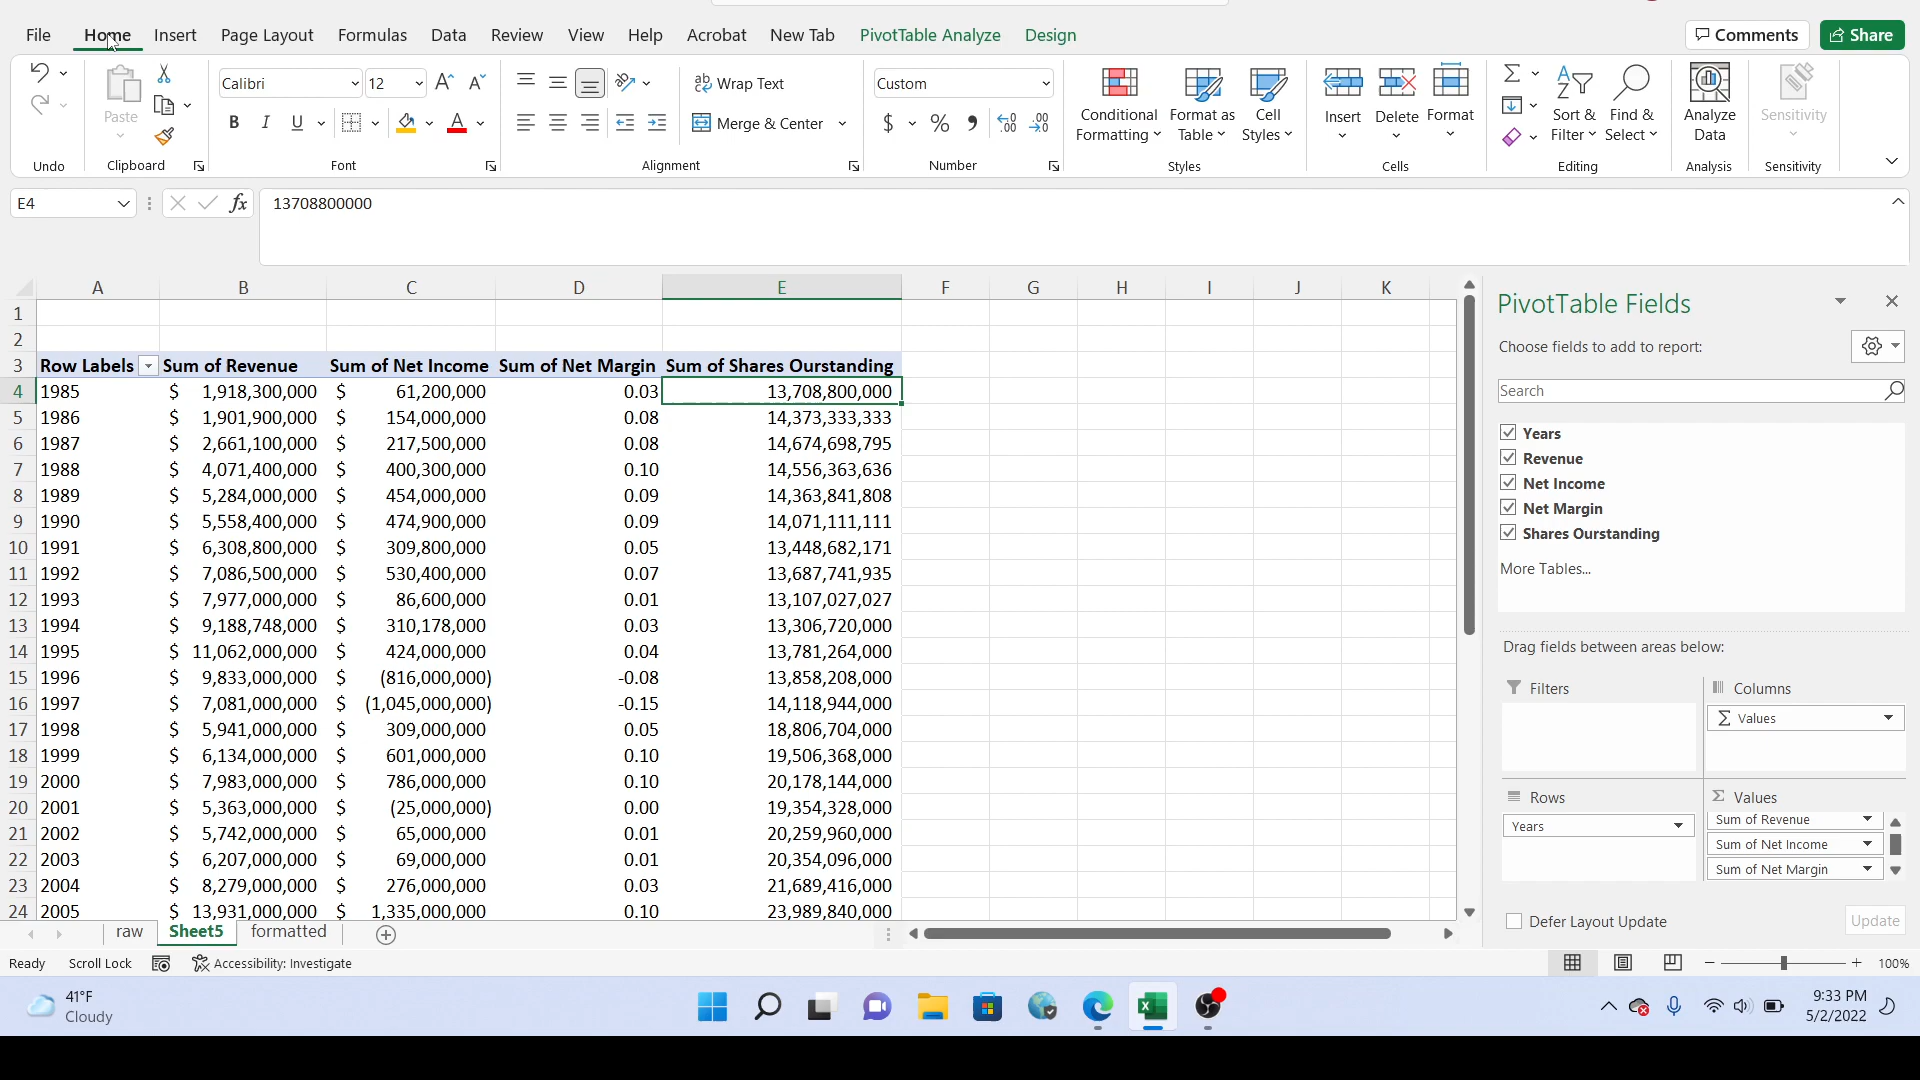 File Home Insert Page Layout Formulas Data Review View Help Acrobat New Tab PivotTable Analyze Design Comments Share
Paste
Calibri 12
Wrap Text
Custom
Conditional Formatting
Format as Table
Cell Styles
Insert Delete Format
Sort & Filter
Find & Select
Analyze Data
Sensitivity
B I U A
Merge & Center
$ % 9
Undo Clipboard Font Alignment Number Styles Cells Editing Analysis Sensitivity
E4 fx 13708800000
A B C D E F G H I J K
1
2
3 Row Labels Sum of Revenue Sum of Net Income Sum of Net Margin Sum of Shares Ourstanding
4 1985 $ 1,918,300,000 $ 61,200,000 0.03 13,708,800,000
5 1986 $ 1,901,900,000 $ 154,000,000 0.08 14,373,333,333
6 1987 $ 2,661,100,000 $ 217,500,000 0.08 14,674,698,795
7 1988 $ 4,071,400,000 $ 400,300,000 0.10 14,556,363,636
8 1989 $ 5,284,000,000 $ 454,000,000 0.09 14,363,841,808
9 1990 $ 5,558,400,000 $ 474,900,000 0.09 14,071,111,111
10 1991 $ 6,308,800,000 $ 309,800,000 0.05 13,448,682,171
11 1992 $ 7,086,500,000 $ 530,400,000 0.07 13,687,741,935
12 1993 $ 7,977,000,000 $ 86,600,000 0.01 13,107,027,027
13 1994 $ 9,188,748,000 $ 310,178,000 0.03 13,306,720,000
14 1995 $ 11,062,000,000 $ 424,000,000 0.04 13,781,264,000
15 1996 $ 9,833,000,000 $ (816,000,000) -0.08 13,858,208,000
16 1997 $ 7,081,000,000 $ (1,045,000,000) -0.15 14,118,944,000
17 1998 $ 5,941,000,000 $ 309,000,000 0.05 18,806,704,000
18 1999 $ 6,134,000,000 $ 601,000,000 0.10 19,506,368,000
19 2000 $ 7,983,000,000 $ 786,000,000 0.10 20,178,144,000
20 2001 $ 5,363,000,000 $ (25,000,000) 0.00 19,354,328,000
21 2002 $ 5,742,000,000 $ 65,000,000 0.01 20,259,960,000
22 2003 $ 6,207,000,000 $ 69,000,000 0.01 20,354,096,000
23 2004 $ 8,279,000,000 $ 276,000,000 0.03 21,689,416,000
24 2005 $ 13,931,000,000 $ 1,335,000,000 0.10 23,989,840,000
PivotTable Fields
Choose fields to add to report:
Search
Years
Revenue
Net Income
Net Margin
Shares Ourstanding
More Tables...
Drag fields between areas below:
Filters Columns
Σ Values
Rows Σ Values
Years
Sum of Revenue
Sum of Net Income
Sum of Net Margin
Defer Layout Update Update
raw Sheet5 formatted
Ready Scroll Lock Accessibility: Investigate 100%
41°F
Cloudy
9:33 PM
5/2/2022